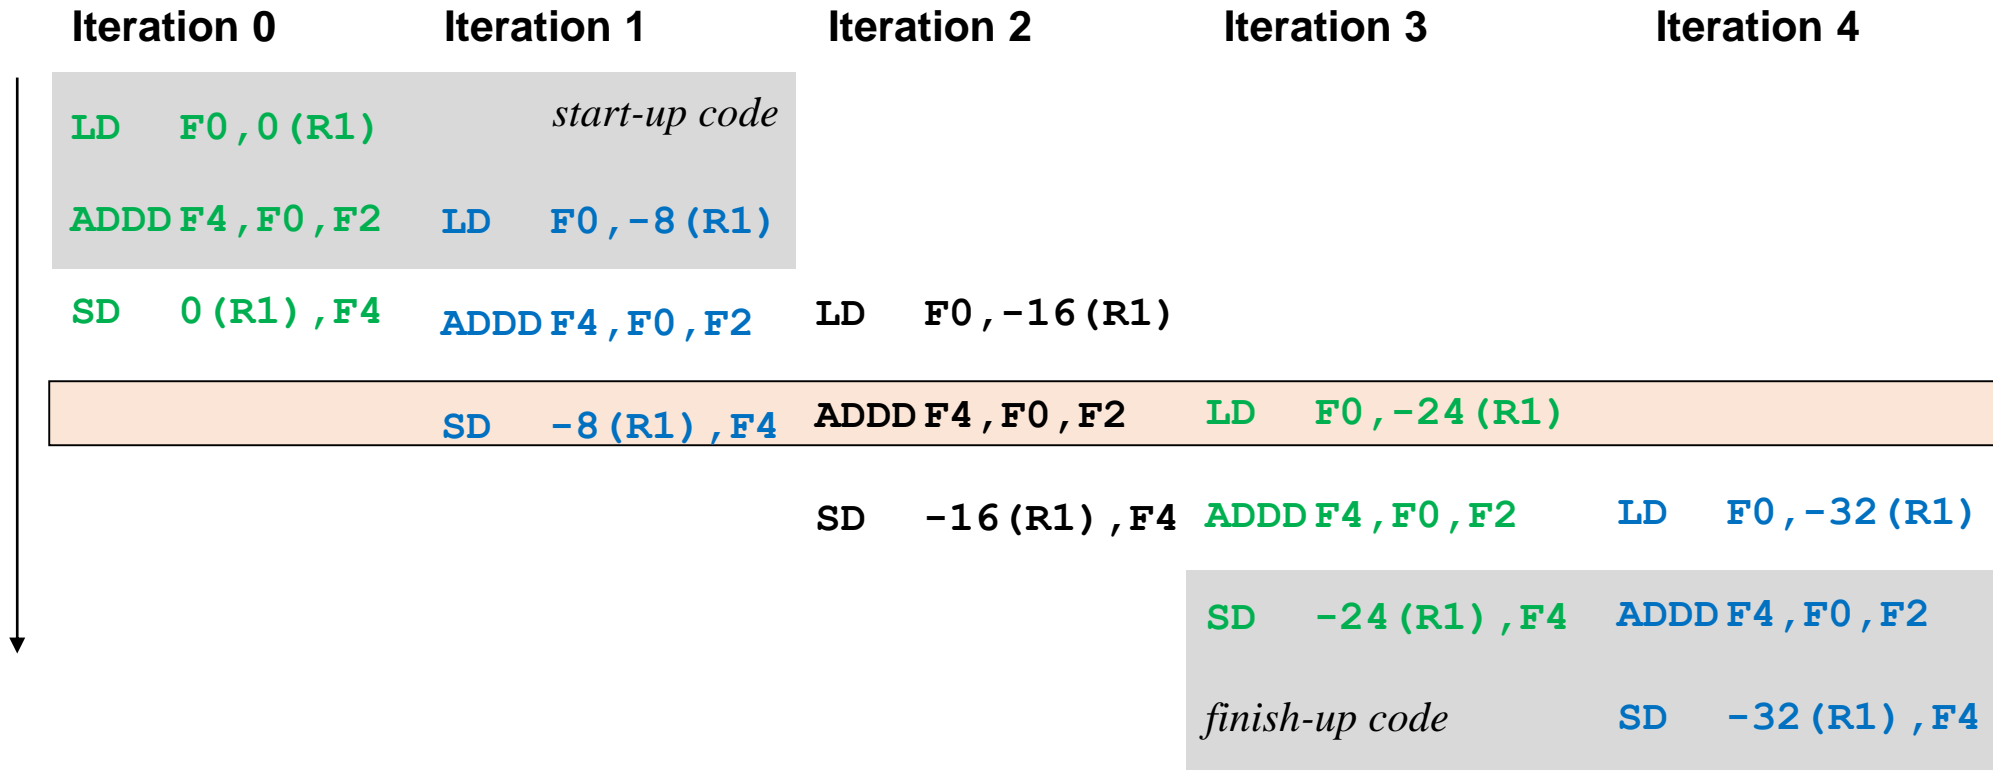 Iteration 0 Iteration 1 Iteration 2 Iteration 3 Iteration 4
start-up code
LD F0,0(R1)
ADDD F4,F0,F2 LD F0,-8(R1)
SD 0(R1),F4 ADDD F4,F0,F2 LD F0,-16(R1)
SD -8(R1),F4 ADDD F4,F0,F2 LD F0,-24(R1)
SD -16(R1),F4 ADDD F4,F0,F2 LD F0,-32(R1)
SD -24(R1),F4 ADDD F4,F0,F2
finish-up code SD -32(R1),F4